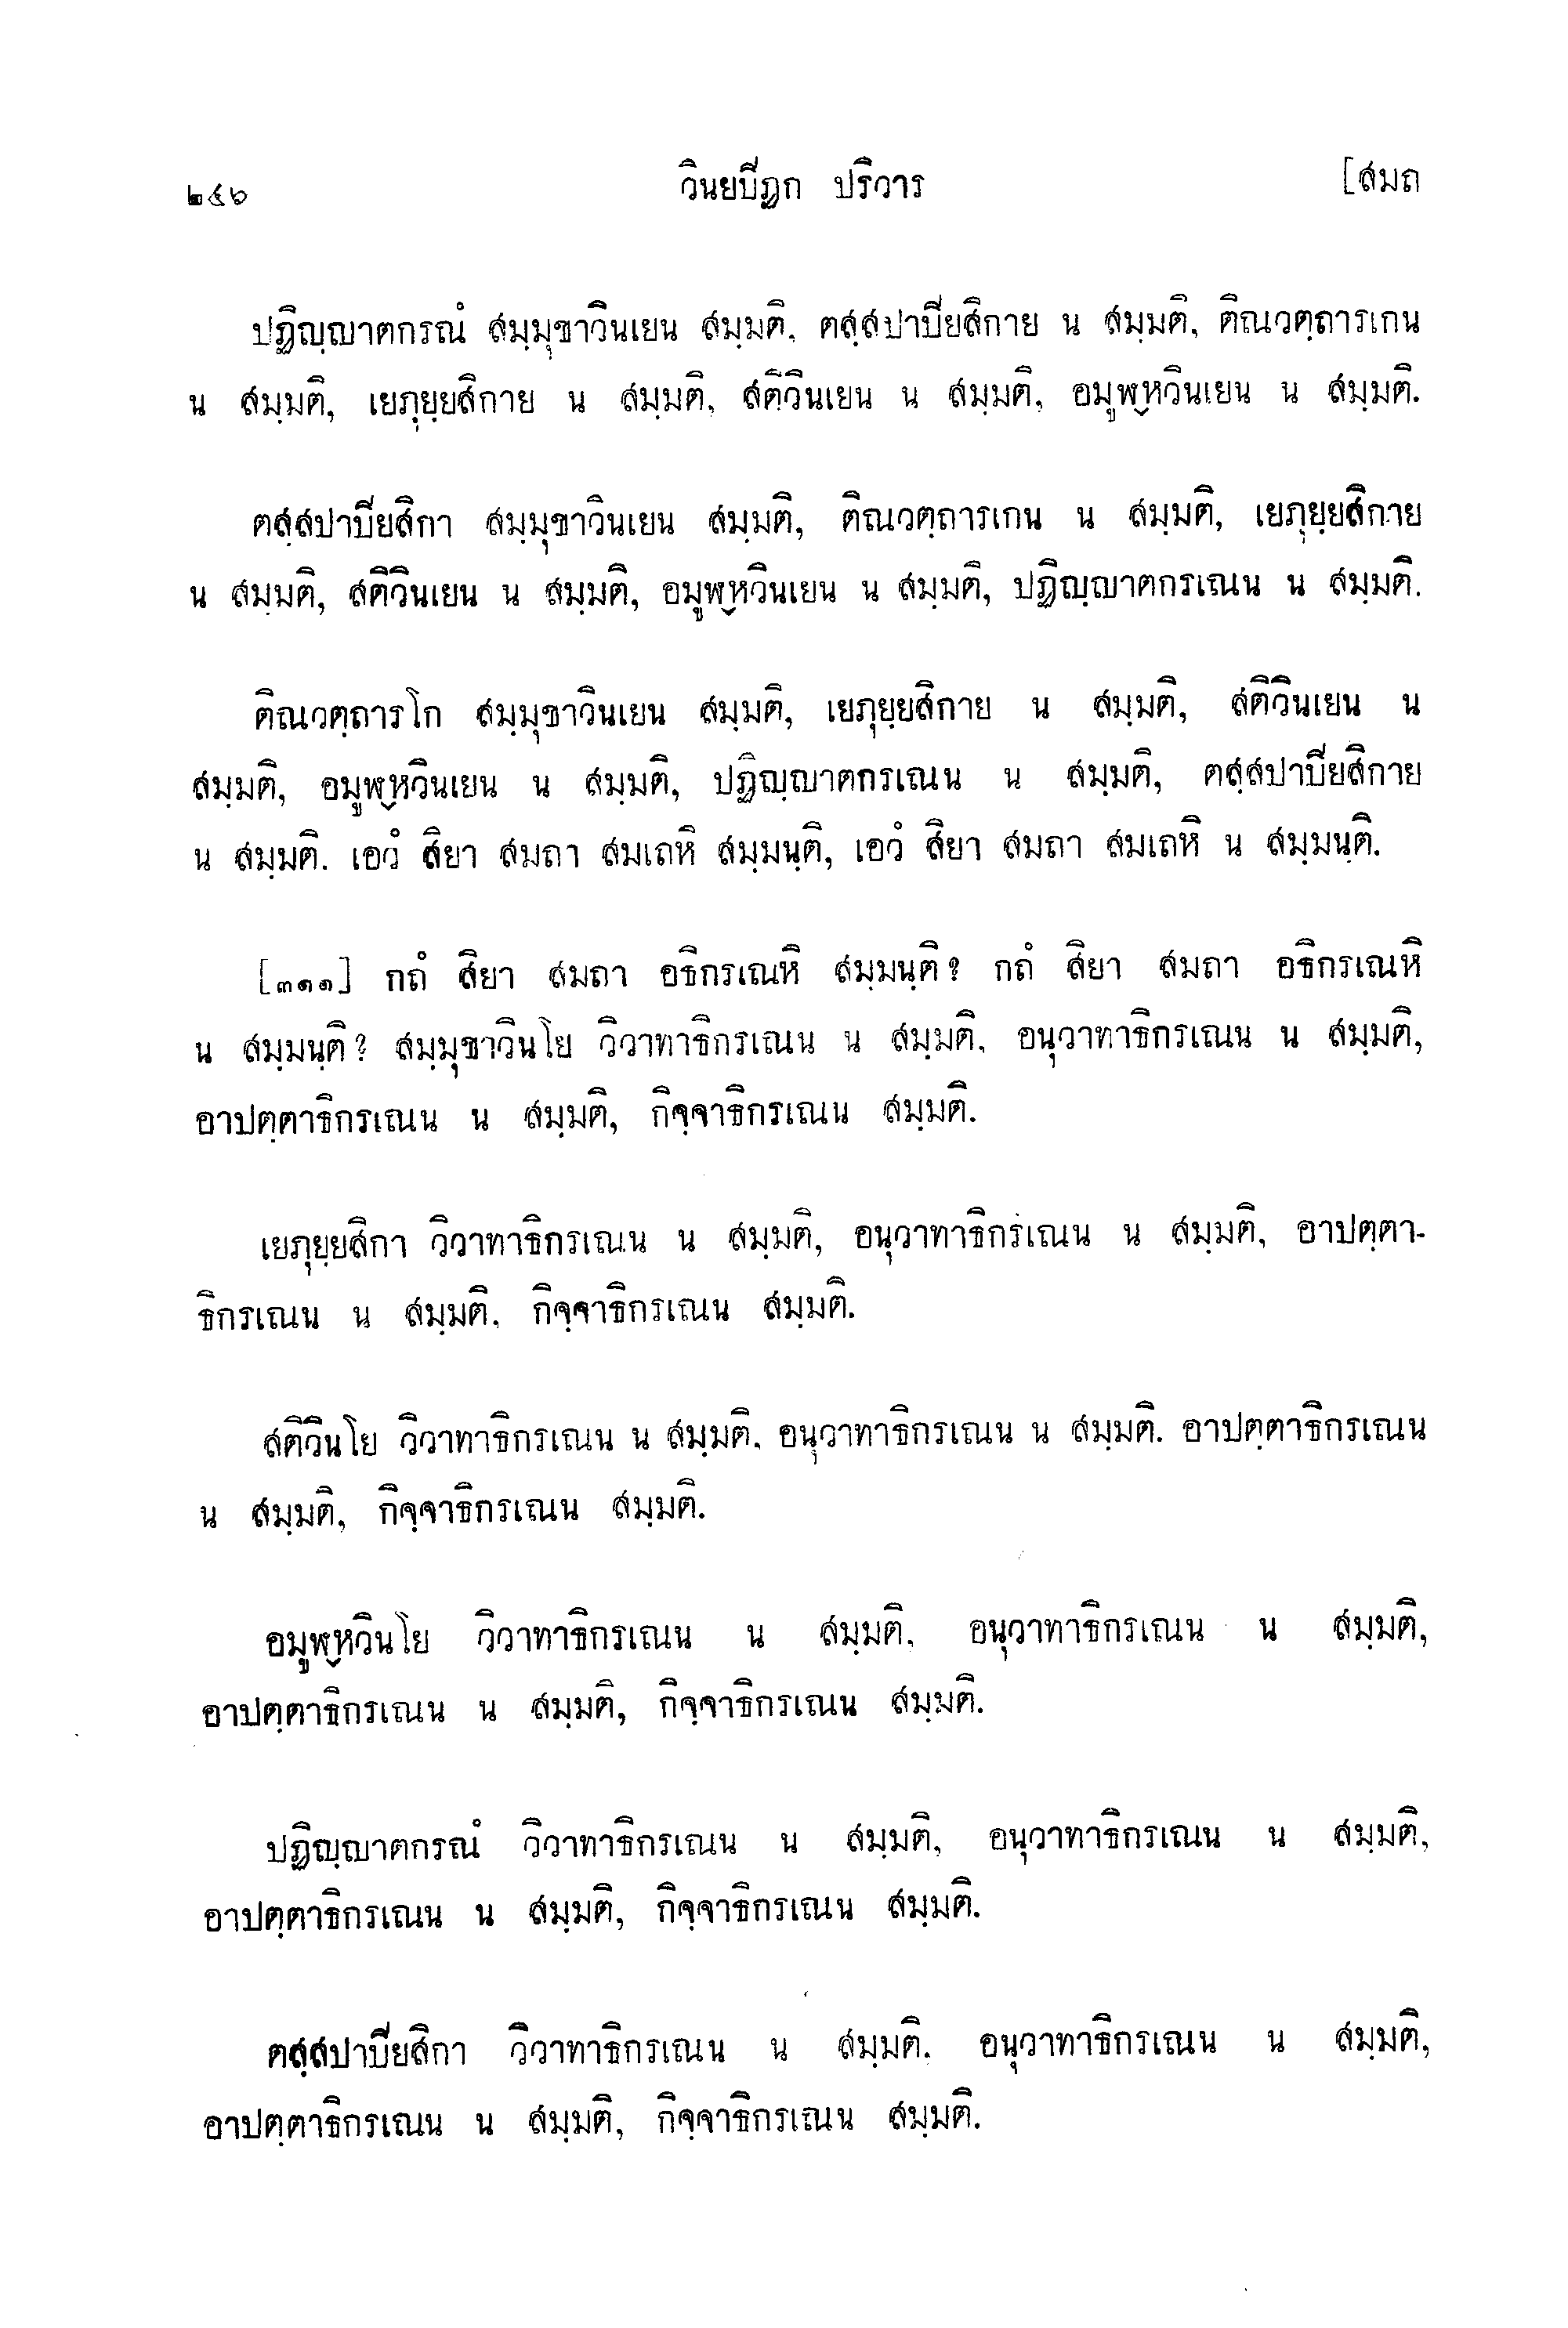 ๒๔๖ วินยปิฏก ปริวาร [สมถ
ปฏิญฺญาตกรณํ สมฺมุขาวินเยน สมฺมติ, ตสฺสปาปิยสิกาย น สมฺมติ, ติณวตฺถารเกน
น สมฺมติ, เยภุยฺยสิกาย น สมฺมติ, สติวินเยน น สมฺมติ, อมูฬฺหวินเยน น สมฺมติ.
ตสฺสปาปิยสิกา สมฺมุขาวินเยน สมฺมติ, ติณวตฺถารเกน น สมฺมติ, เยภุยฺยสิกาย
น สมฺมติ, สติวินเยน น สมฺมติ, อมูฬฺหวินเยน น สมฺมติ, ปฏิญฺญาตกรเณน น สมฺมติ.
ติณวตฺถารโก สมฺมุขาวินเยน สมฺมติ, เยภุยฺยสิกาย น สมฺมติ, สติวินเยน น
สมฺมติ, อมูฬฺหวินเยน น สมฺมติ, ปฏิญฺญาตกรเณน น สมฺมติ, ตสฺสปาปิยสิกาย
น สมฺมติ. เอวํ สิยา สมถา สมเถหิ สมฺมนฺติ, เอวํ สิยา สมถา สมเถหิ น สมฺมนฺติ.
[๓๑๑] กถํ สิยา สมถา อธิกรเณหิ สมฺมนฺติ? กถํ สิยา สมถา อธิกรเณหิ
น สมฺมนฺติ? สมฺมุขาวินโย วิวาทาธิกรเณน น สมฺมติ, อนุวาทาธิกรเณน น สมฺมติ,
อาปตฺตาธิกรเณน น สมฺมติ, กิจฺจาธิกรเณน สมฺมติ.
เยภุยฺยสิกา วิวาทาธิกรเณน น สมฺมติ, อนุวาทาธิกรเณน น สมฺมติ, อาปตฺตา-
ธิกรเณน น สมฺมติ, กิจฺจาธิกรเณน สมฺมติ.
สติวินโย วิวาทาธิกรเณน น สมฺมติ, อนุวาทาธิกรเณน น สมฺมติ. อาปตฺตาธิกรเณน
น สมฺมติ, กิจฺจาธิกรเณน สมฺมติ.
อมูฬฺหวินโย วิวาทาธิกรเณน น สมฺมติ, อนุวาทาธิกรเณน น สมฺมติ,
อาปตฺตาธิกรเณน น สมฺมติ, กิจฺจาธิกรเณน สมฺมติ.
ปฏิญฺญาตกรณํ วิวาทาธิกรเณน น สมฺมติ, อนุวาทาธิกรเณน น สมฺมติ,
อาปตฺตาธิกรเณน น สมฺมติ, กิจฺจาธิกรเณน สมฺมติ.
ตสฺสปาปิยสิกา วิวาทาธิกรเณน น สมฺมติ. อนุวาทาธิกรเณน น สมฺมติ,
อาปตฺตาธิกรเณน น สมฺมติ, กิจฺจาธิกรเณน สมฺมติ.